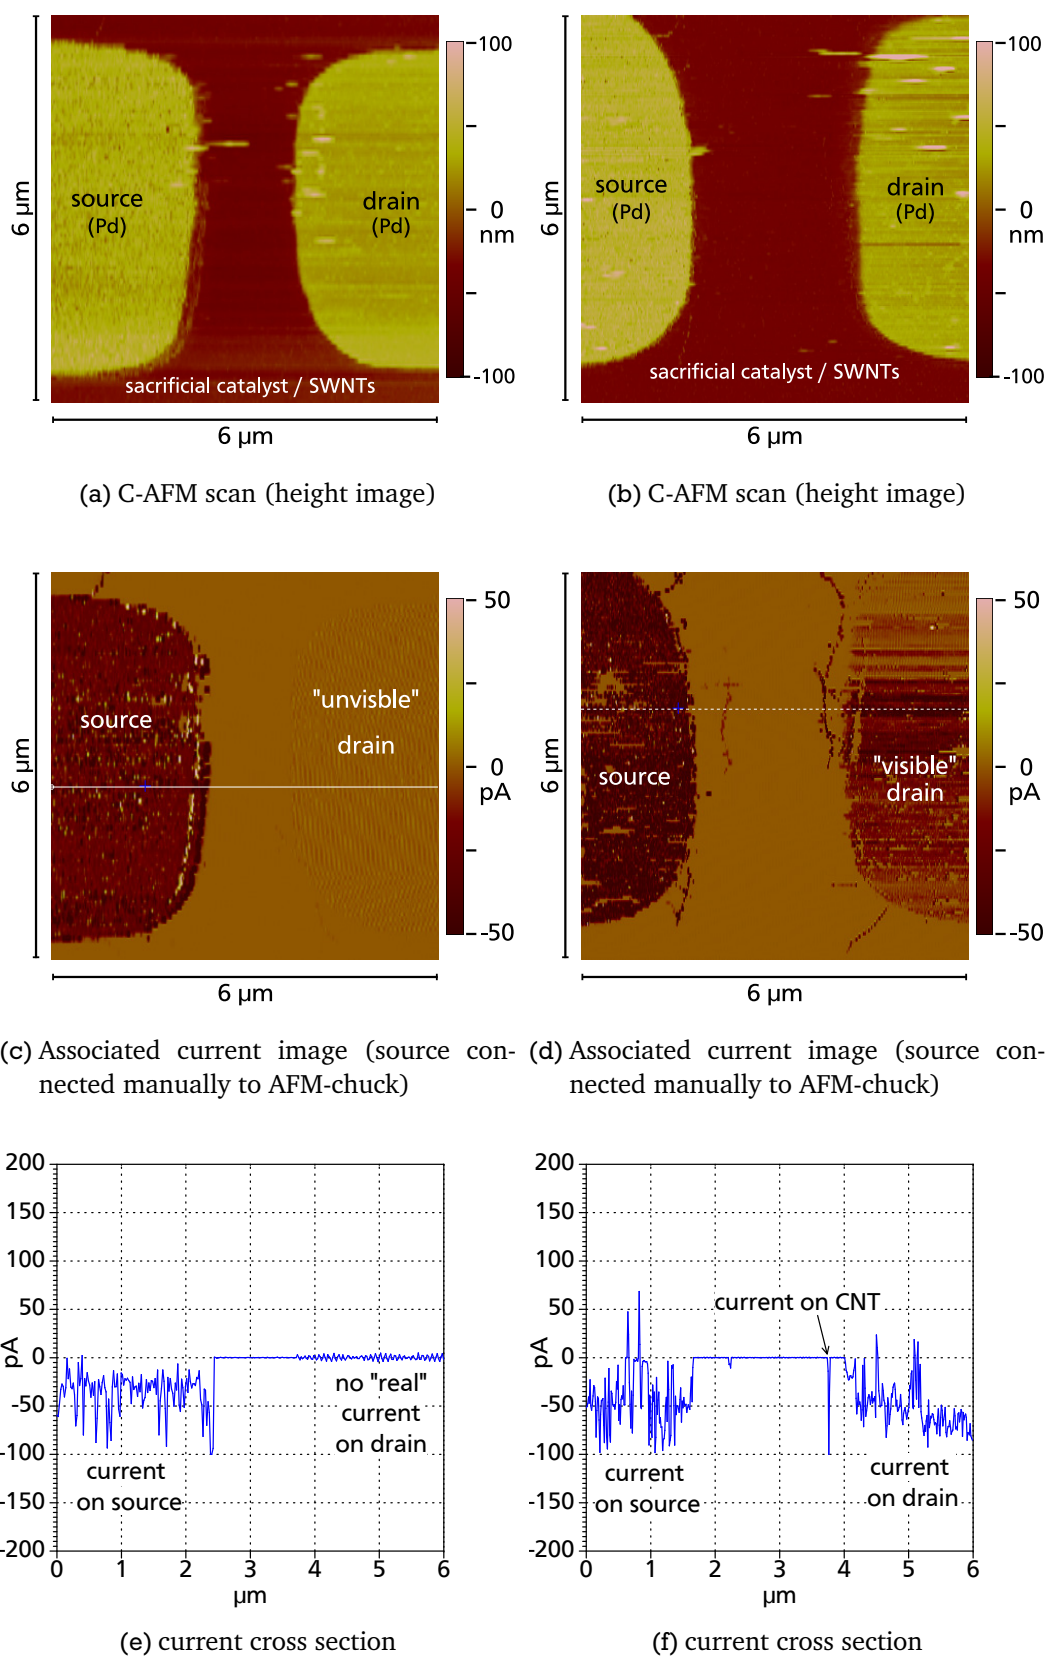 6 µm
source
(Pd)
drain
(Pd)
sacrificial catalyst / SWNTs
100
0
nm
-100
6 µm
(a) C-AFM scan (height image)
6 µm
source
(Pd)
drain
(Pd)
sacrificial catalyst / SWNTs
100
0
nm
-100
6 µm
(b) C-AFM scan (height image)
6 µm
source
"unvisble"
drain
50
0
pA
-50
6 µm
(c) Associated current image (source con-
nected manually to AFM-chuck)
6 µm
source
"visible"
drain
50
0
pA
-50
6 µm
(d) Associated current image (source con-
nected manually to AFM-chuck)
200
150
100
50
0
-50
-100
-150
-200
pA
current
on source
no "real"
current
on drain
0 1 2 3 4 5 6
µm
(e) current cross section
200
150
100
50
0
-50
-100
-150
-200
pA
current on CNT
current
on source
current
on drain
0 1 2 3 4 5 6
µm
(f) current cross section